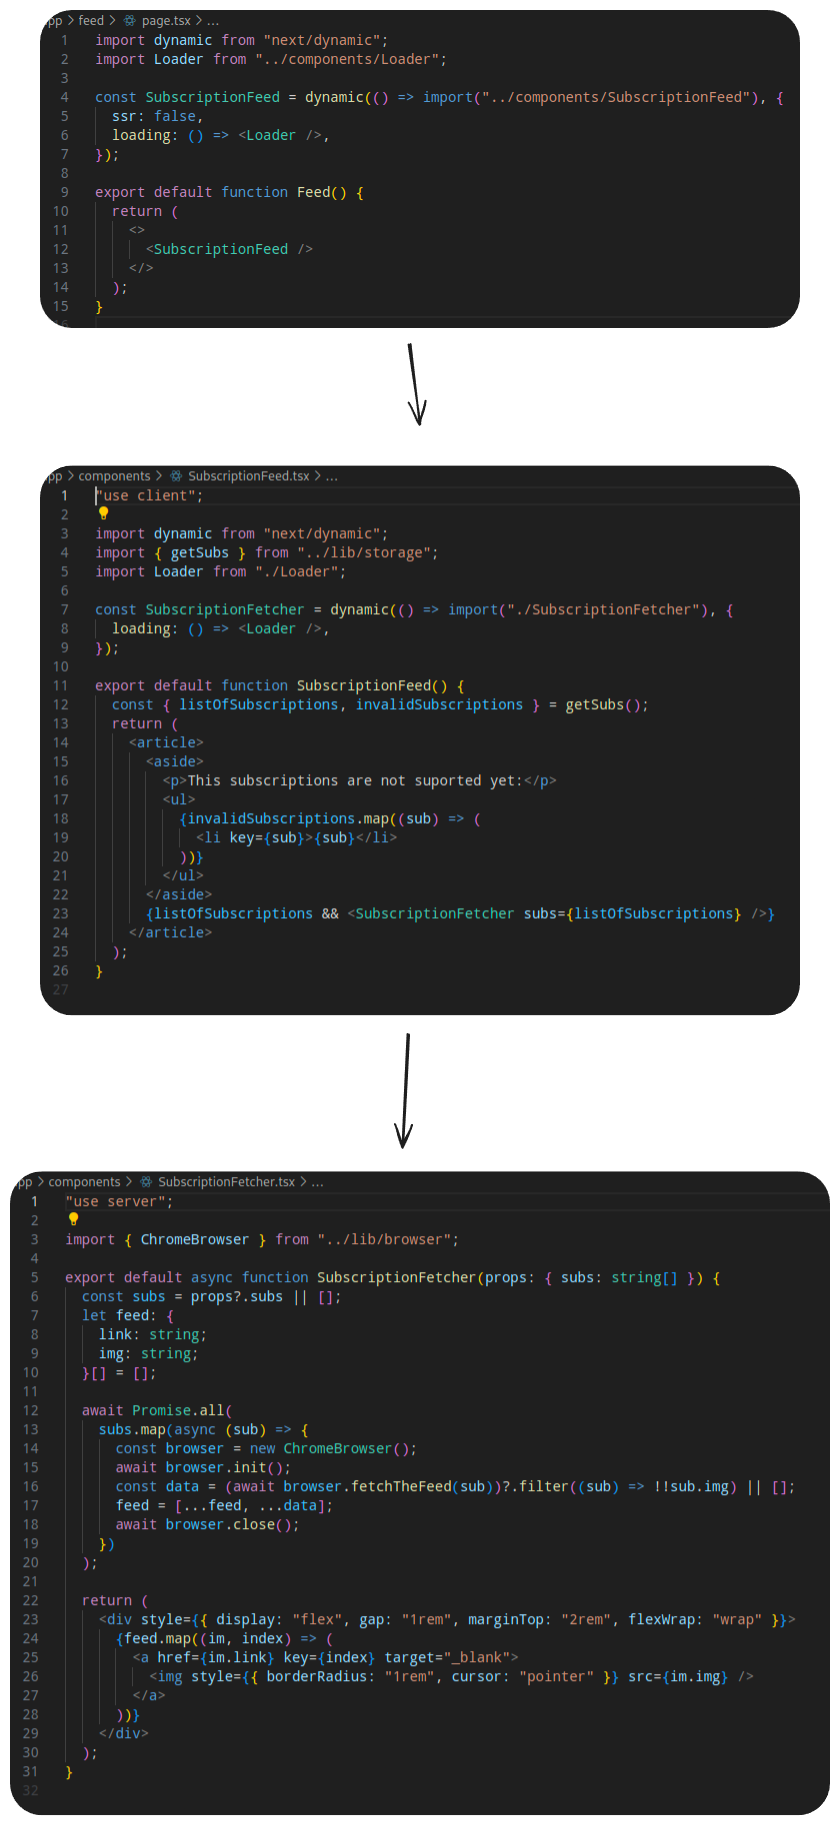 pp > feed > page.tsx > ...
1 import dynamic from "next/dynamic";
2 import Loader from "../components/Loader";
3
4 const SubscriptionFeed = dynamic(() => import("../components/SubscriptionFeed"), {
5 ssr: false,
6 loading: () => <Loader />,
7 });
8
9 export default function Feed() {
10 return (
11 <>
12 <SubscriptionFeed />
13 </>
14 );
15 }
16
pp > components > SubscriptionFeed.tsx > ...
1 "use client";
2
3 import dynamic from "next/dynamic";
4 import { getSubs } from "../lib/storage";
5 import Loader from "./Loader";
6
7 const SubscriptionFetcher = dynamic(() => import("./SubscriptionFetcher"), {
8 loading: () => <Loader />,
9 });
10
11 export default function SubscriptionFeed() {
12 const { listOfSubscriptions, invalidSubscriptions } = getSubs();
13 return (
14 <article>
15 <aside>
16 <p>This subscriptions are not suported yet:</p>
17 <ul>
18 {invalidSubscriptions.map((sub) => (
19 <li key={sub}>{sub}</li>
20 ))}
21 </ul>
22 </aside>
23 {listOfSubscriptions && <SubscriptionFetcher subs={listOfSubscriptions} />}
24 </article>
25 );
26 }
27
pp > components > SubscriptionFetcher.tsx > ...
1 "use server";
2
3 import { ChromeBrowser } from "../lib/browser";
4
5 export default async function SubscriptionFetcher(props: { subs: string[] }) {
6 const subs = props?.subs || [];
7 let feed: {
8 link: string;
9 img: string;
10 }[] = [];
11
12 await Promise.all(
13 subs.map(async (sub) => {
14 const browser = new ChromeBrowser();
15 await browser.init();
16 const data = (await browser.fetchTheFeed(sub))?.filter((sub) => !!sub.img) || [];
17 feed = [...feed, ...data];
18 await browser.close();
19 })
20 );
21
22 return (
23 <div style={{ display: "flex", gap: "1rem", marginTop: "2rem", flexWrap: "wrap" }}>
24 {feed.map((im, index) => (
25 <a href={im.link} key={index} target="_blank">
26 <img style={{ borderRadius: "1rem", cursor: "pointer" }} src={im.img} />
27 </a>
28 ))}
29 </div>
30 );
31 }
32